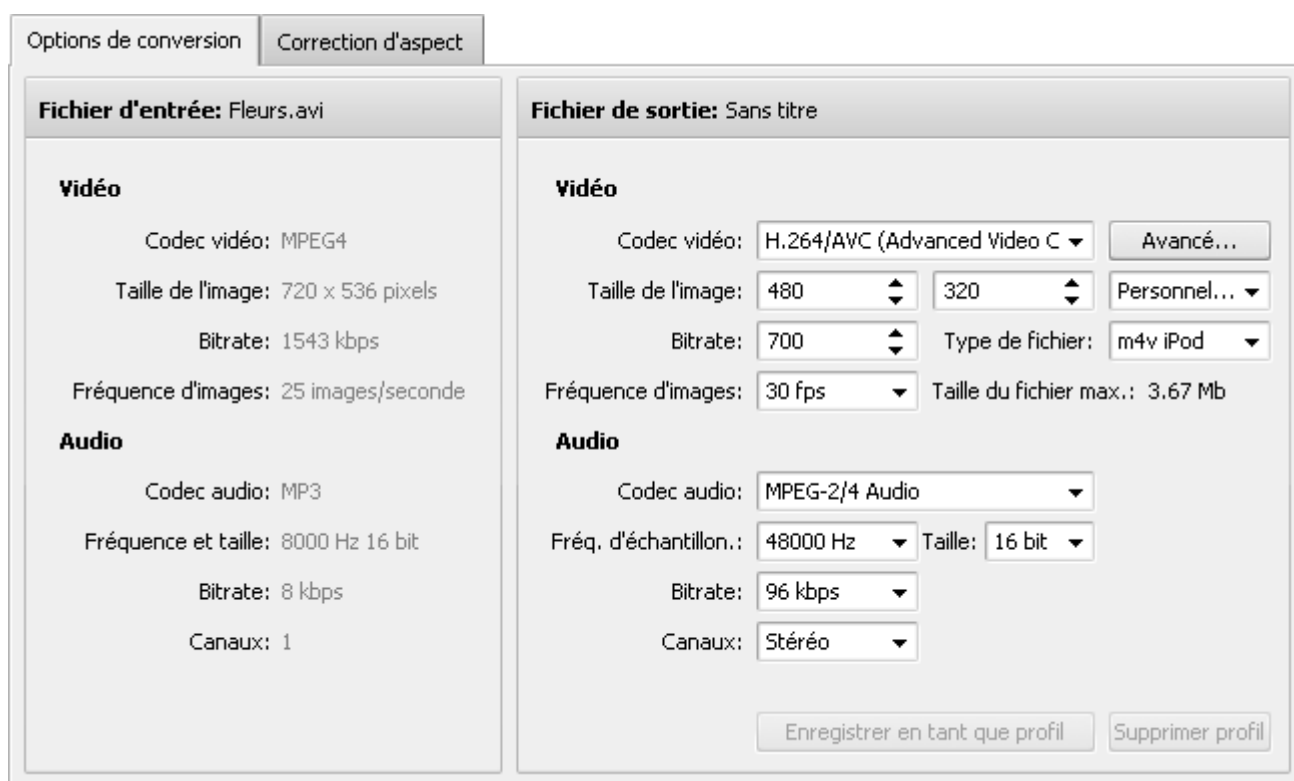 Options de conversion
Correction d'aspect
Fichier d'entrée: Fleurs.avi
Vidéo
Codec vidéo: MPEG4
Taille de l'image: 720 x 536 pixels
Bitrate: 1543 kbps
Fréquence d'images: 25 images/seconde
Audio
Codec audio: MP3
Fréquence et taille: 8000 Hz 16 bit
Bitrate: 8 kbps
Canaux: 1
Fichier de sortie: Sans titre
Vidéo
Codec vidéo: H.264/AVC (Advanced Video C Avancé...
Taille de l'image: 480 320 Personnel...
Bitrate: 700 Type de fichier: m4v iPod
Fréquence d'images: 30 fps Taille du fichier max.: 3.67 Mb
Audio
Codec audio: MPEG-2/4 Audio
Fréq. d'échantillon.: 48000 Hz Taille: 16 bit
Bitrate: 96 kbps
Canaux: Stéréo
Enregistrer en tant que profil Supprimer profil